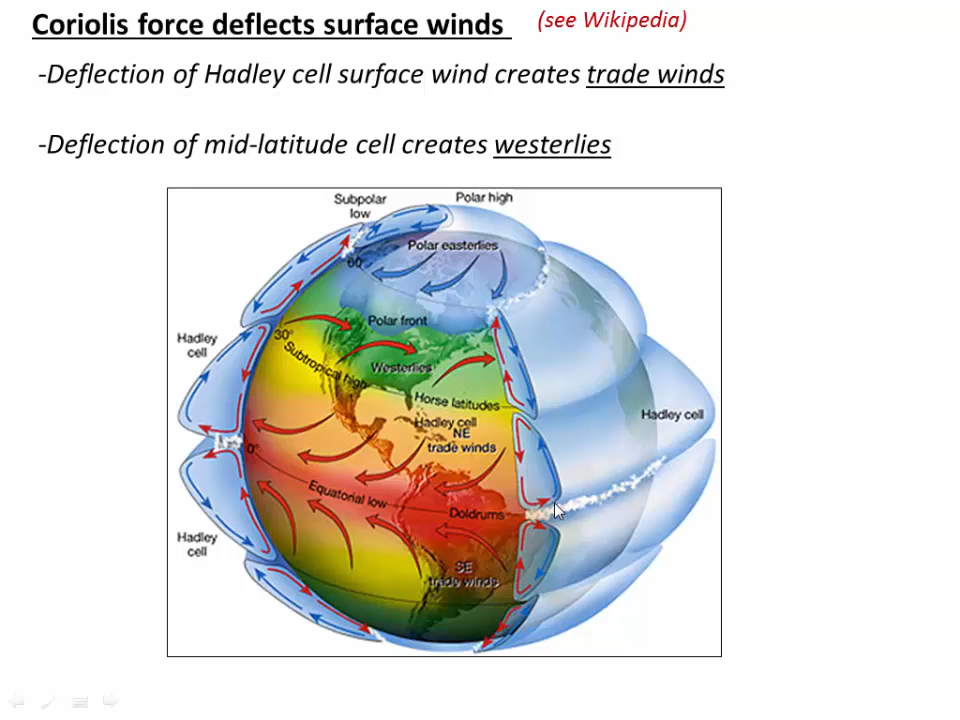 Coriolis force deflects surface winds (see Wikipedia)
-Deflection of Hadley cell surface wind creates trade winds
-Deflection of mid-latitude cell creates westerlies
Subpolar
low
Polar high
Polar easterlies
60°
Polar front
30°
Hadley
cell
Subtropical high
Westerlies
Horse latitudes
Hadley cell
Hadley cell
NE
trade winds
0°
Equatorial low
Doldrums
Hadley
cell
SE
trade winds